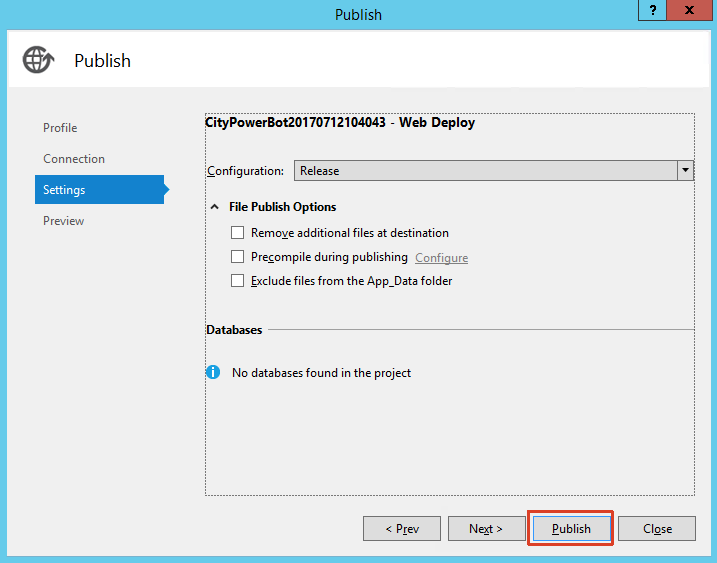 Publish
? x
Publish
Profile
Connection
Settings
Preview
CityPowerBot20170712104043 - Web Deploy
Configuration: Release
File Publish Options
Remove additional files at destination
Precompile during publishing Configure
Exclude files from the App_Data folder
Databases
No databases found in the project
< Prev Next > Publish Close